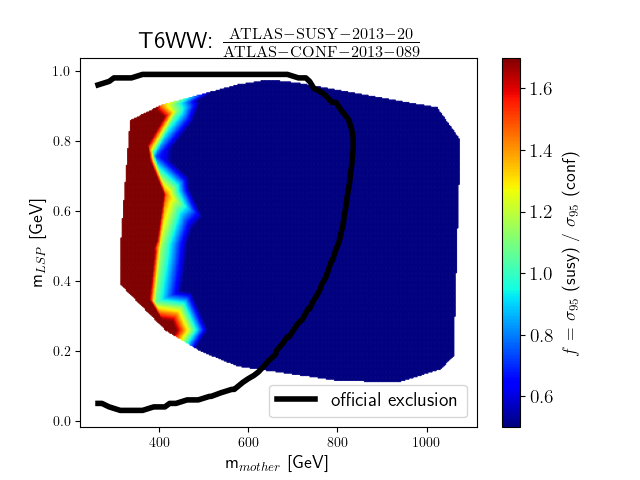 T6WW: ATLAS−SUSY−2013−20
ATLAS−CONF−2013−089
1.0
0.8
0.6
0.4
0.2
0.0
m_LSP [GeV]
400 600 800 1000
m_mother [GeV]
official exclusion
1.6
1.4
1.2
1.0
0.8
0.6
f = σ95 (susy) / σ95 (conf)